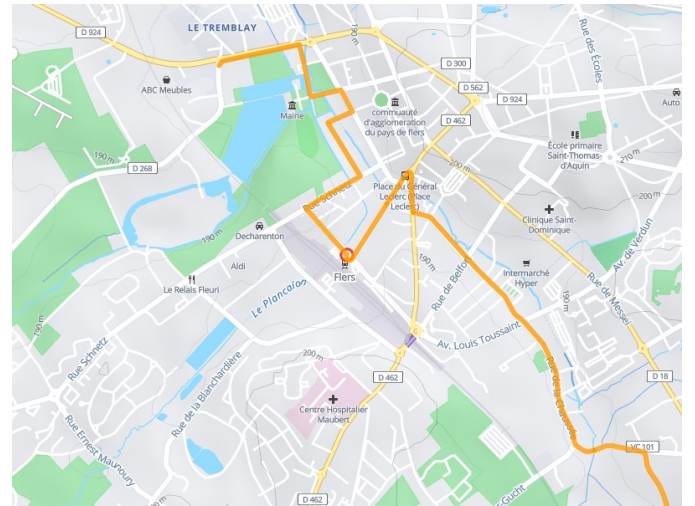 D 924
LE TREMBLAY
190 m
Rue des Écoles
ABC Meubles
D 300
D 562
D 924
Auto
Mairie
communauté
d'agglomération
du pays de flers
D 462
École primaire
Saint-Thomas-
d'Aquin
190 m
D 268
200 m
210 m
Place du Général
Leclerc (Place
Leclerc)
Rue Schnetz
Clinique Saint-
Dominique
190 m
Decharenton
Aldi
Av. de Verdun
190 m
Flers
Rue de Belfort
Intermarché
Hyper
Le Relais Fleuri
Le Plancaïon
Rue de Messei
190 m
190 m
Av. Louis Toussaint
200 m
Rue Schnetz
Rue de la Blanchardière
D 462
Rue de la Chaussée
D 18
Centre Hospitalier
Maubert
Rue Ernest Maunoury
VC 101
D 462
-Gucht